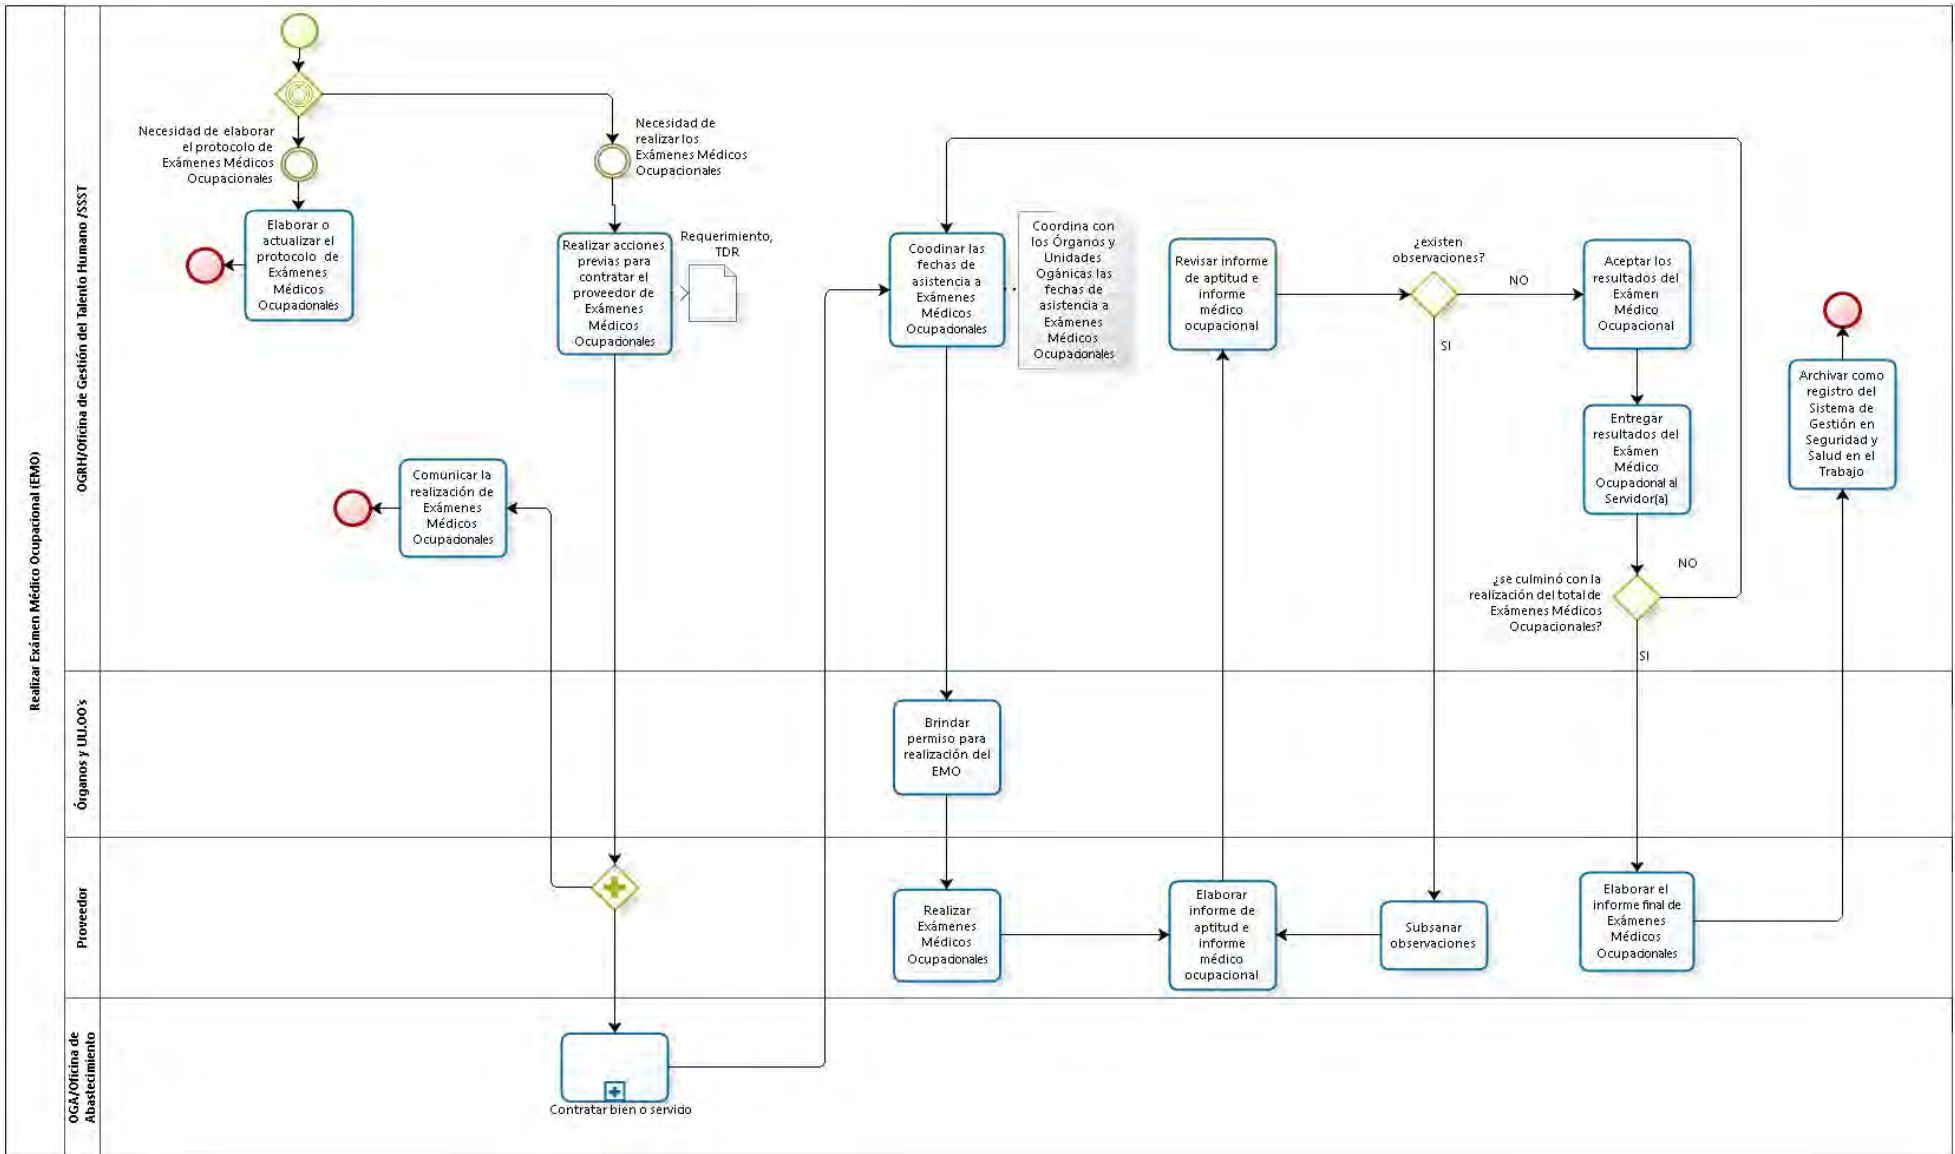 Realizar Exámen Médico Ocupacional (EMO)
OGRH/Oficina de Gestión del Talento Humano /SSST
Necesidad de elaborar
el protocolo de
Exámenes Médicos
Ocupacionales
Necesidad de
realizar los
Exámenes Médicos
Ocupacionales
Elaborar o
actualizar el
protocolo de
Exámenes
Médicos
Ocupacionales
Realizar acciones
previas para
contratar el
proveedor de
Exámenes
Médicos
Ocupacionales
Requerimiento,
TDR
Coodinar las
fechas de
asistencia a
Exámenes
Médicos
Ocupacionales
Coordina con
los Órganos y
Unidades
Ogánicas las
fechas de
asistencia a
Exámenes
Médicos
Ocupacionales
Revisar informe
de aptitud e
informe
médico
ocupacional
¿existen
observaciones?
NO
SI
Aceptar los
resultados del
Exámen
Médico
Ocupacional
Entregar
resultados del
Exámen
Médico
Ocupacional al
Servidor(a)
Archivar como
registro del
Sistema de
Gestión en
Seguridad y
Salud en el
Trabajo
Comunicar la
realización de
Exámenes
Médicos
Ocupacionales
¿se culminó con la
realización del total de
Exámenes Médicos
Ocupacionales?
NO
SI
Órganos y UU.OO's
Brindar
permiso para
realización del
EMO
Proveedor
Realizar
Exámenes
Médicos
Ocupacionales
Elaborar
informe de
aptitud e
informe
médico
ocupacional
Subsanar
observaciones
Elaborar el
informe final de
Exámenes
Médicos
Ocupacionales
OGA/Oficina de
Abastecimiento
Contratar bien o servicio